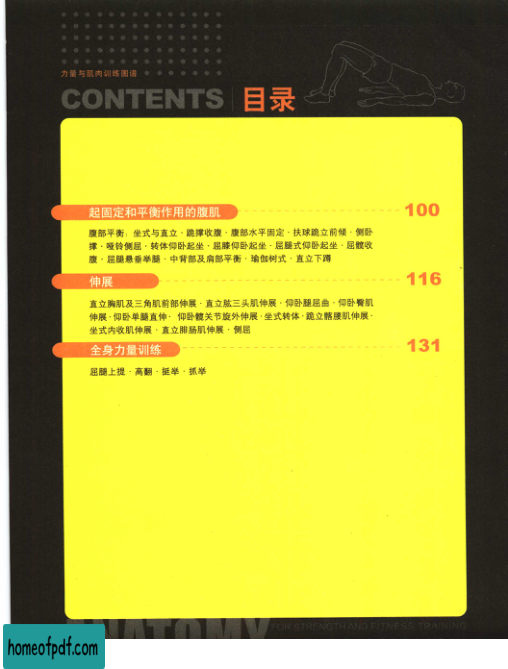 力量与肌肉训练图谱
CONTENTS 目录
起固定和平衡作用的腹肌 100
腹部平衡：坐式与直立 · 跪撑收腹 · 腹部水平固定 · 扶球跪立前倾 · 侧卧
撑 · 哑铃侧屈 · 转体仰卧起坐 · 屈膝仰卧起坐 · 屈腿式仰卧起坐 · 屈髋收
腹 · 屈腿悬垂举腿 · 中背部及肩部平衡 · 瑜伽树式 · 直立下蹲
伸展 116
直立胸肌及三角肌前部伸展 · 直立肱三头肌伸展 · 仰卧腿屈曲 · 仰卧臀肌
伸展 · 仰卧单腿直伸 · 仰卧髋关节旋外伸展 · 坐式转体 · 跪立髂腰肌伸展 ·
坐式内收肌伸展 · 直立腓肠肌伸展 · 侧屈
全身力量训练 131
屈腿上提 · 高翻 · 挺举 · 抓举
ANATOMY FOR STRENGTH AND FITNESS TRAINING
homeofpdf.com